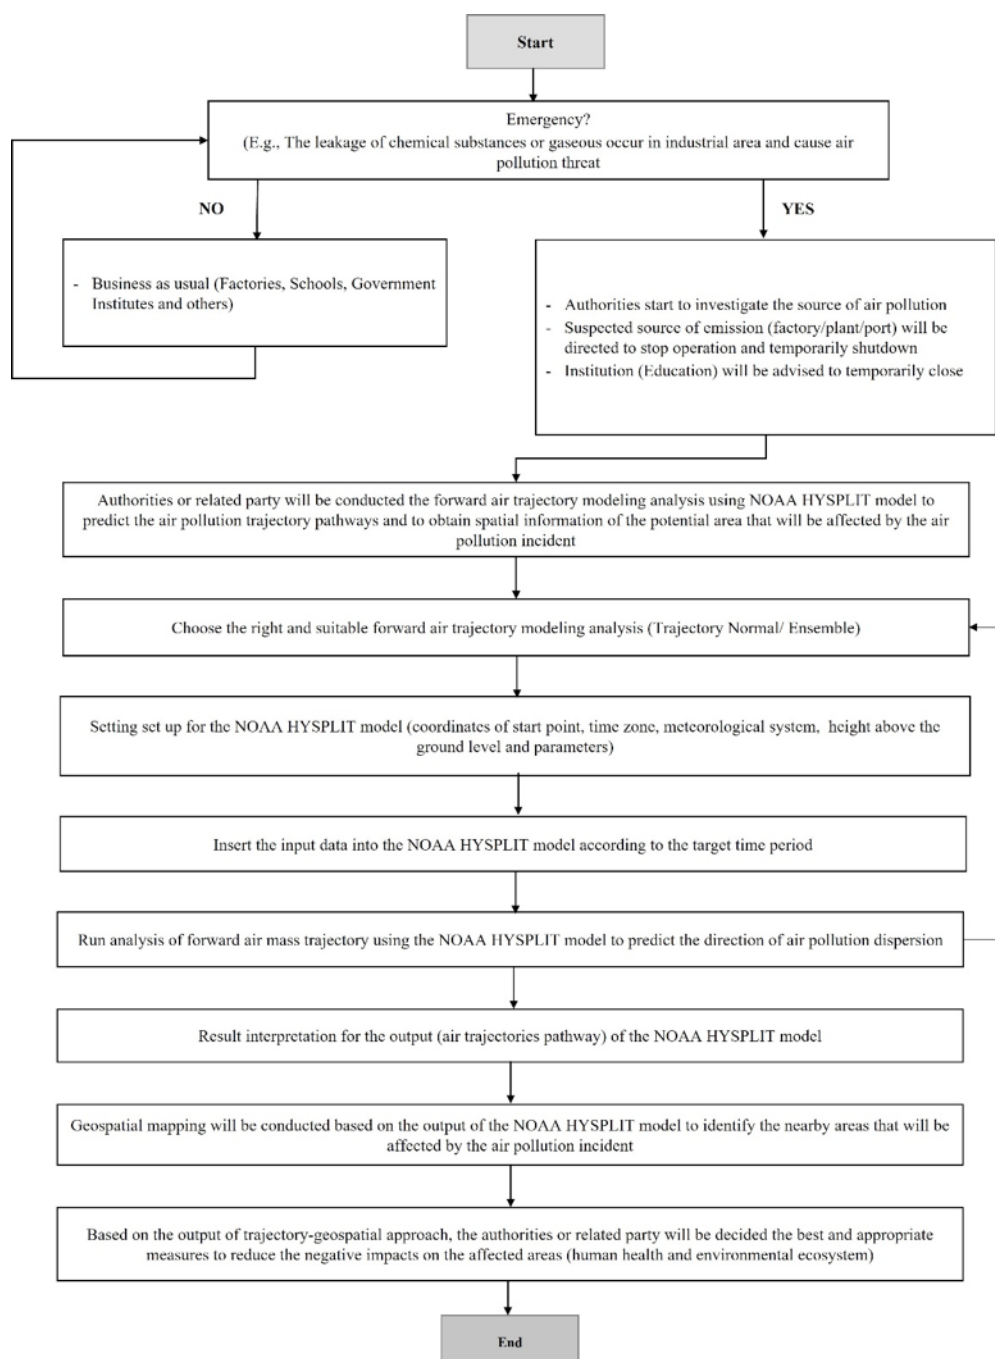 Start
Emergency?
(E.g., The leakage of chemical substances or gaseous occur in industrial area and cause air
pollution threat
NO
YES
- Business as usual (Factories, Schools, Government
Institutes and others)
- Authorities start to investigate the source of air pollution
- Suspected source of emission (factory/plant/port) will be
directed to stop operation and temporarily shutdown
- Institution (Education) will be advised to temporarily close
Authorities or related party will be conducted the forward air trajectory modeling analysis using NOAA HYSPLIT model to
predict the air pollution trajectory pathways and to obtain spatial information of the potential area that will be affected by the air
pollution incident
Choose the right and suitable forward air trajectory modeling analysis (Trajectory Normal/ Ensemble)
Setting set up for the NOAA HYSPLIT model (coordinates of start point, time zone, meteorological system, height above the
ground level and parameters)
Insert the input data into the NOAA HYSPLIT model according to the target time period
Run analysis of forward air mass trajectory using the NOAA HYSPLIT model to predict the direction of air pollution dispersion
Result interpretation for the output (air trajectories pathway) of the NOAA HYSPLIT model
Geospatial mapping will be conducted based on the output of the NOAA HYSPLIT model to identify the nearby areas that will be
affected by the air pollution incident
Based on the output of trajectory-geospatial approach, the authorities or related party will be decided the best and appropriate
measures to reduce the negative impacts on the affected areas (human health and environmental ecosystem)
End